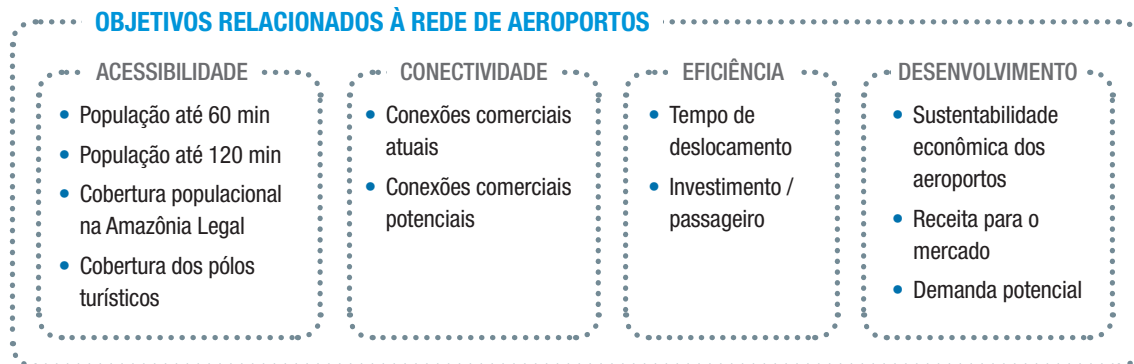 OBJETIVOS RELACIONADOS À REDE DE AEROPORTOS
ACESSIBILIDADE
• População até 60 min
• População até 120 min
• Cobertura populacional
na Amazônia Legal
• Cobertura dos pólos
turísticos
CONECTIVIDADE
• Conexões comerciais
atuais
• Conexões comerciais
potenciais
EFICIÊNCIA
• Tempo de
deslocamento
• Investimento /
passageiro
DESENVOLVIMENTO
• Sustentabilidade
econômica dos
aeroportos
• Receita para o
mercado
• Demanda potencial